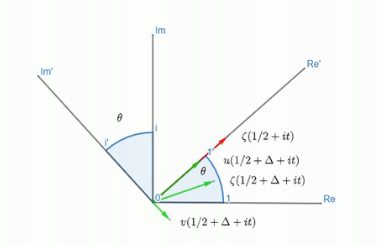 Im
Im'
Re'
θ
i
i'
1'
ζ(1/2 + it)
u(1/2 + Δ + it)
θ
ζ(1/2 + Δ + it)
0
1
Re
v(1/2 + Δ + it)